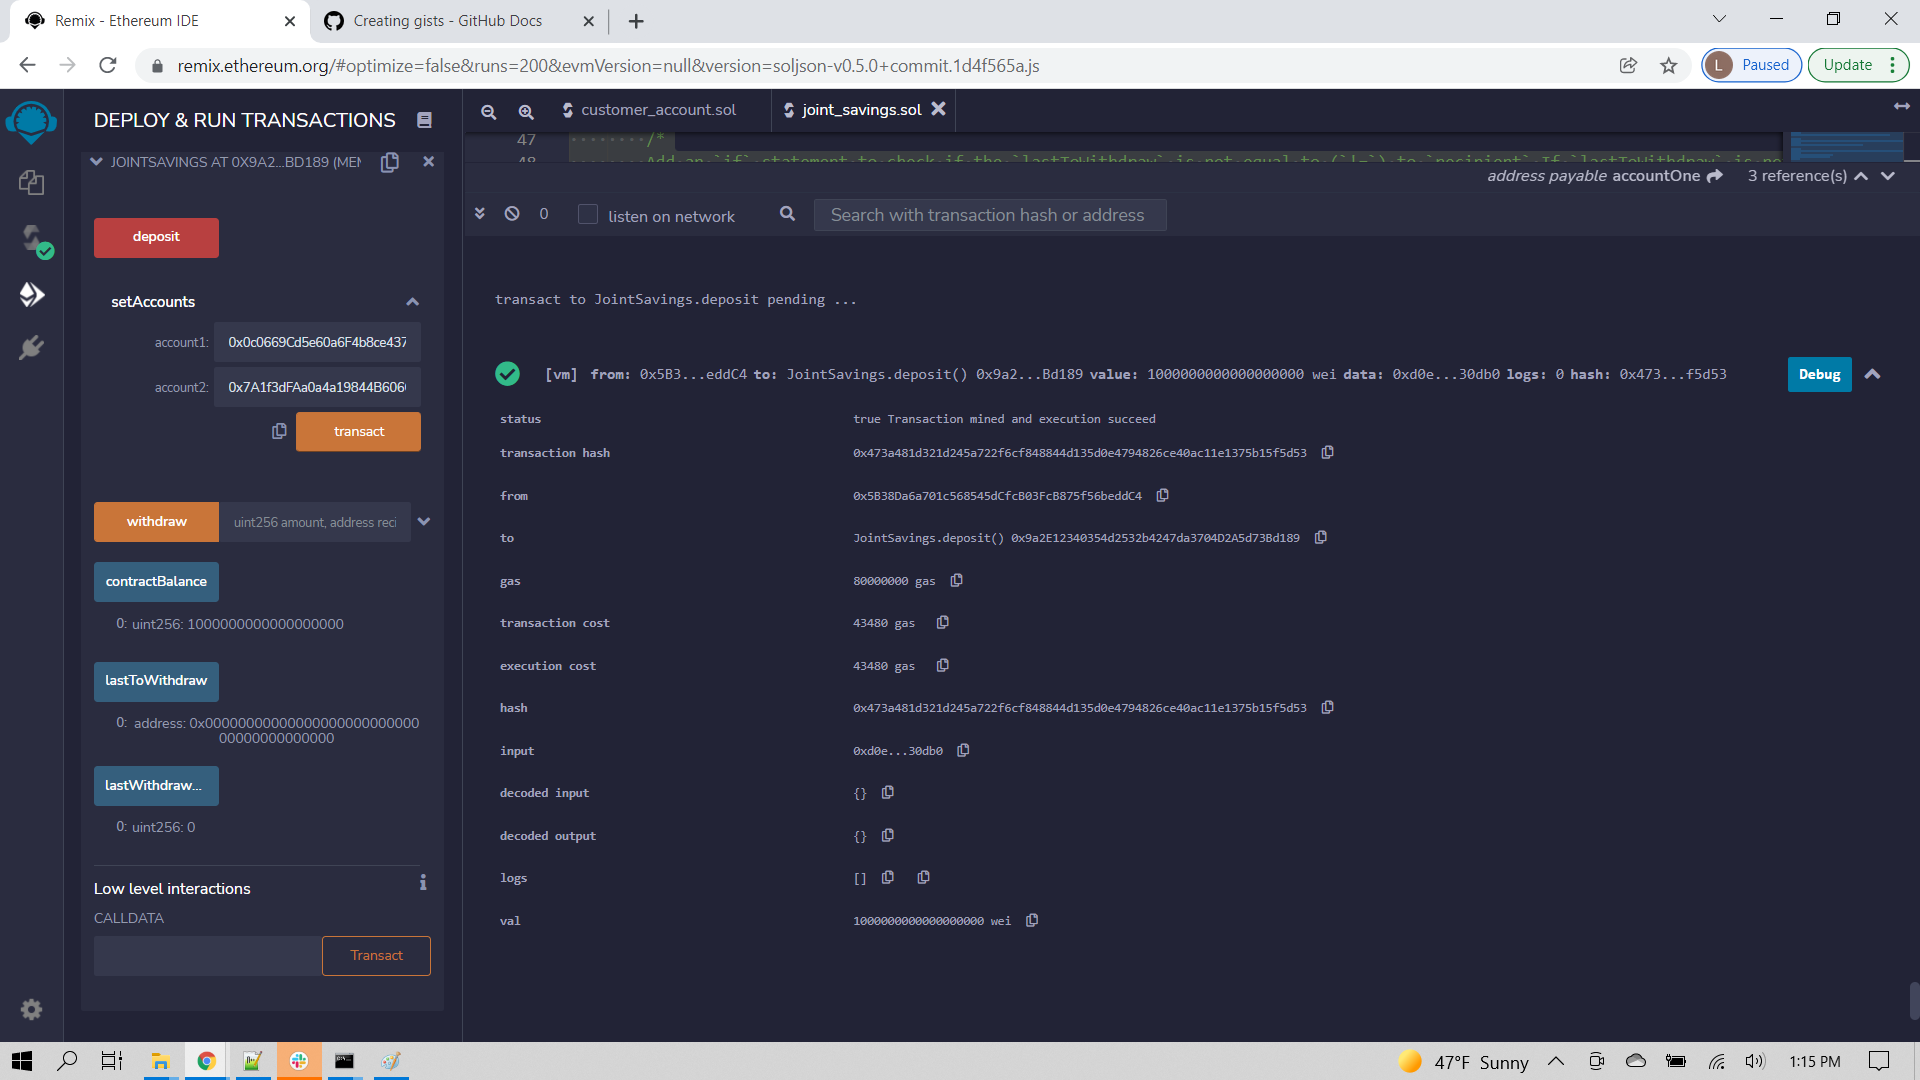 Remix - Ethereum IDE
Creating gists - GitHub Docs
remix.ethereum.org/#optimize=false&runs=200&evmVersion=null&version=soljson-v0.5.0+commit.1d4f565a.js
L Paused
Update
DEPLOY & RUN TRANSACTIONS
customer_account.sol
joint_savings.sol
JOINTSAVINGS AT 0X9A2...BD189 (MEM
47 /*
48 Add an `if` statement to check if the `lastToWithdraw` is not equal to (`!=`) to `recipient` If `lastToWithdraw` is no
address payable accountOne
3 reference(s)
0
listen on network
Search with transaction hash or address
deposit
setAccounts
account1: 0x0c0669Cd5e60a6F4b8ce437
account2: 0x7A1f3dFAa0a4a19844B606
transact
withdraw
uint256 amount, address reci
contractBalance
0: uint256: 1000000000000000000
lastToWithdraw
0: address: 0x00000000000000000000000000
00000000000000
lastWithdraw...
0: uint256: 0
Low level interactions
i
CALLDATA
Transact
transact to JointSavings.deposit pending ...
[vm] from: 0x5B3...eddC4 to: JointSavings.deposit() 0x9a2...Bd189 value: 1000000000000000000 wei data: 0xd0e...30db0 logs: 0 hash: 0x473...f5d53
Debug
status true Transaction mined and execution succeed
transaction hash 0x473a481d321d245a722f6cf848844d135d0e4794826ce40ac11e1375b15f5d53
from 0x5B38Da6a701c568545dCfcB03FcB875f56beddC4
to JointSavings.deposit() 0x9a2E12340354d2532b4247da3704D2A5d73Bd189
gas 80000000 gas
transaction cost 43480 gas
execution cost 43480 gas
hash 0x473a481d321d245a722f6cf848844d135d0e4794826ce40ac11e1375b15f5d53
input 0xd0e...30db0
decoded input {}
decoded output {}
logs []
val 1000000000000000000 wei
47°F Sunny
1:15 PM